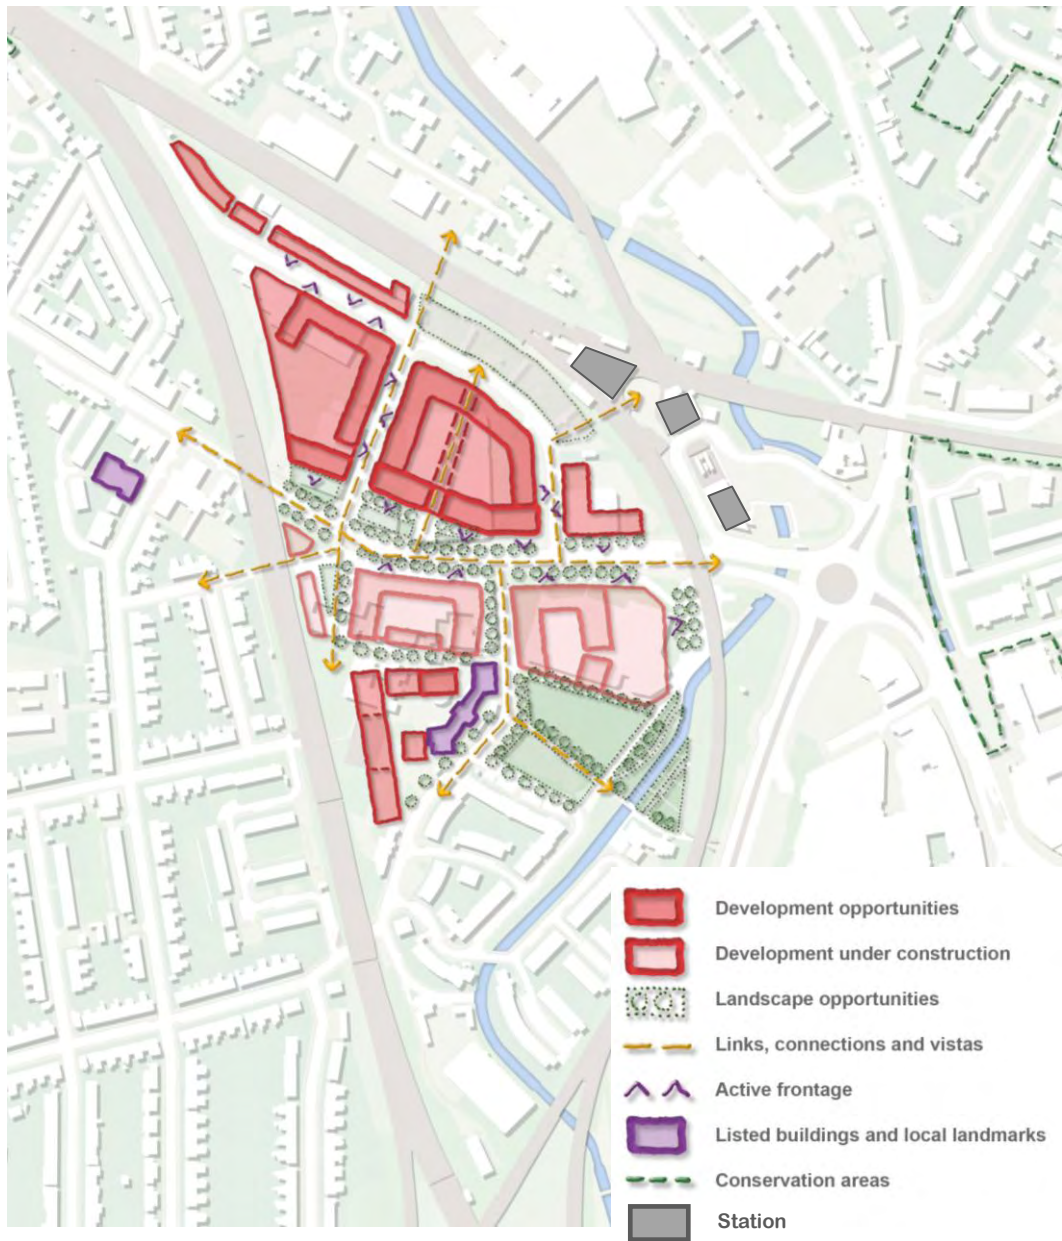 Development opportunities
Development under construction
Landscape opportunities
Links, connections and vistas
Active frontage
Listed buildings and local landmarks
Conservation areas
Station